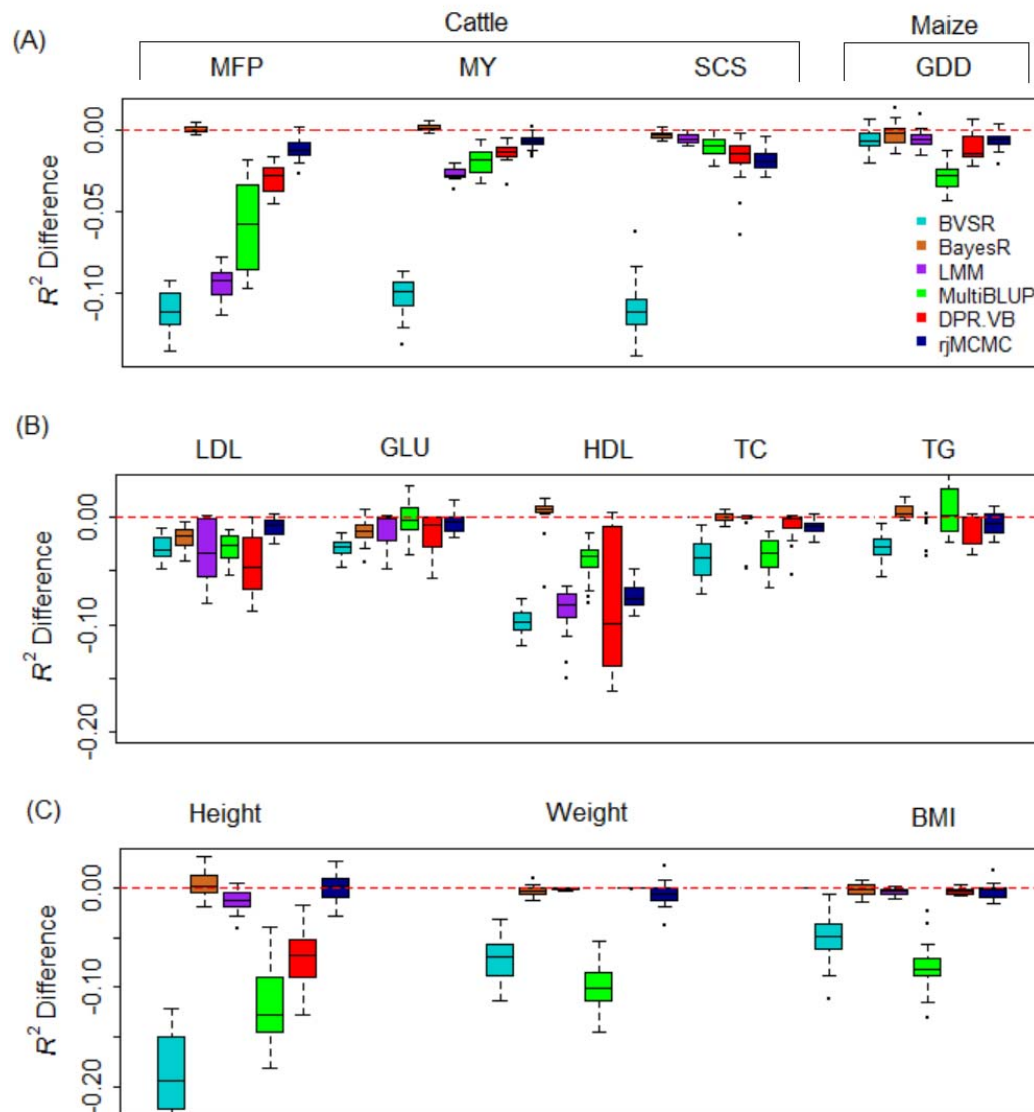 (A)
Cattle
Maize
MFP MY SCS GDD
R² Difference
0.00
-0.05
-0.10
BVSR
BayesR
LMM
MultiBLUP
DPR.VB
rjMCMC
(B)
LDL GLU HDL TC TG
R² Difference
0.00
-0.10
-0.20
(C)
Height Weight BMI
R² Difference
0.00
-0.10
-0.20